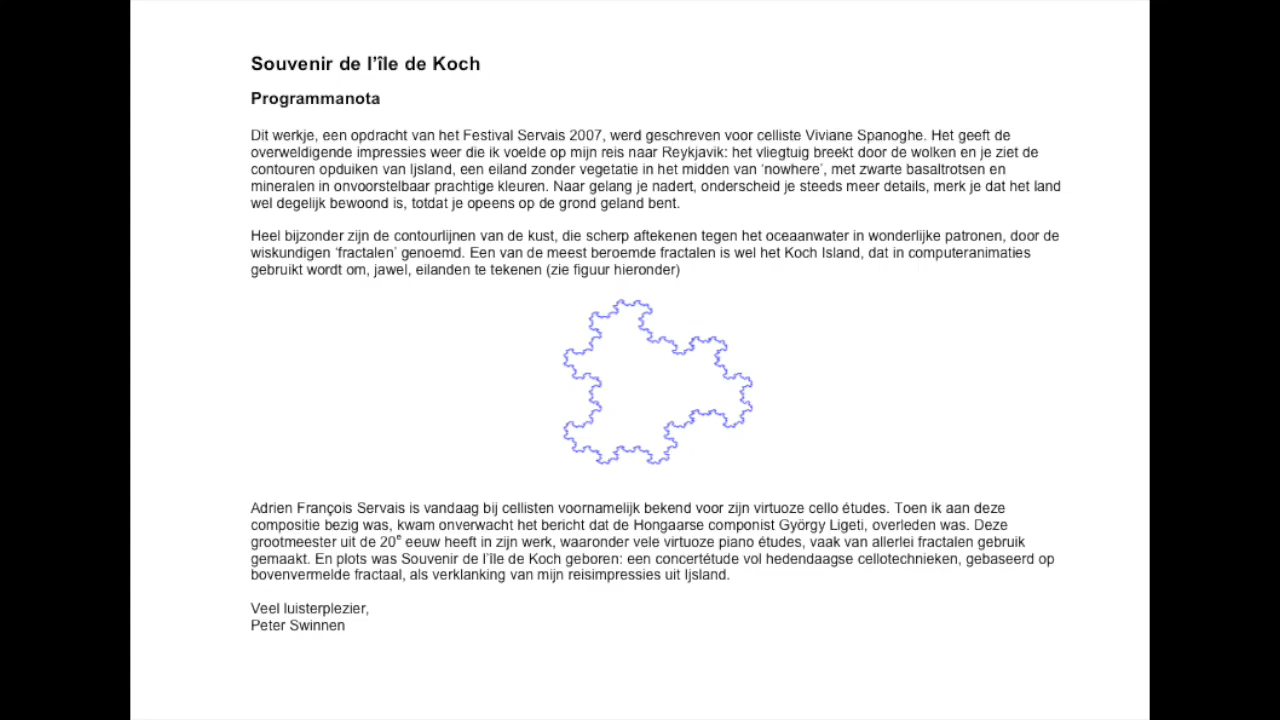 Souvenir de l’île de Koch
Programmanota
Dit werkje, een opdracht van het Festival Servais 2007, werd geschreven voor celliste Viviane Spanoghe. Het geeft de
overweldigende impressies weer die ik voelde op mijn reis naar Reykjavik: het vliegtuig breekt door de wolken en je ziet de
contouren opduiken van Ijsland, een eiland zonder vegetatie in het midden van ‘nowhere’, met zwarte basaltrotsen en
mineralen in onvoorstelbaar prachtige kleuren. Naar gelang je nadert, onderscheid je steeds meer details, merk je dat het land
wel degelijk bewoond is, totdat je opeens op de grond geland bent.
Heel bijzonder zijn de contourlijnen van de kust, die scherp aftekenen tegen het oceaanwater in wonderlijke patronen, door de
wiskundigen ‘fractalen’ genoemd. Een van de meest beroemde fractalen is wel het Koch Island, dat in computeranimaties
gebruikt wordt om, jawel, eilanden te tekenen (zie figuur hieronder)
Adrien François Servais is vandaag bij cellisten voornamelijk bekend voor zijn virtuoze cello études. Toen ik aan deze
compositie bezig was, kwam onverwacht het bericht dat de Hongaarse componist György Ligeti, overleden was. Deze
grootmeester uit de 20e eeuw heeft in zijn werk, waaronder vele virtuoze piano études, vaak van allerlei fractalen gebruik
gemaakt. En plots was Souvenir de l’île de Koch geboren: een concertétude vol hedendaagse cellotechnieken, gebaseerd op
bovenvermelde fractaal, als verklanking van mijn reisimpressies uit Ijsland.
Veel luisterplezier,
Peter Swinnen